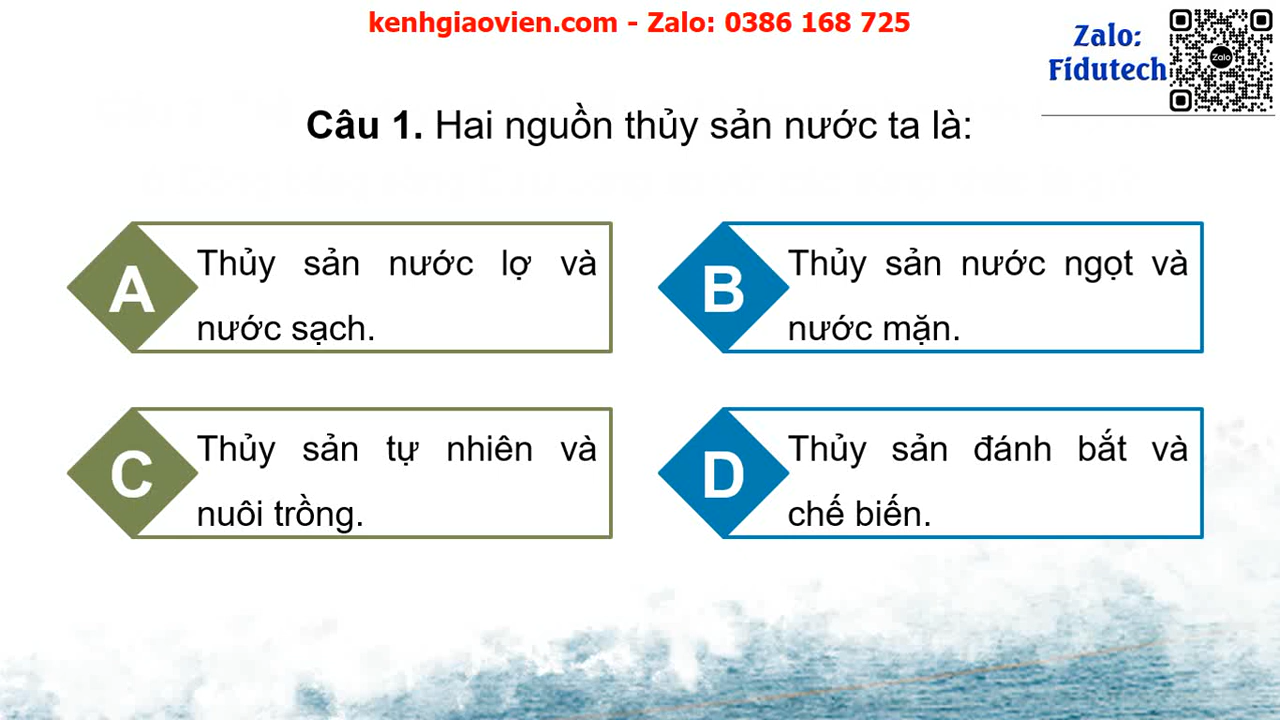 kenhgiaovien.com - Zalo: 0386 168 725
Zalo:
Fidutech
Zalo
Câu 1. Hai nguồn thủy sản nước ta là:
A
Thủy sản nước lợ và
nước sạch.
B
Thủy sản nước ngọt và
nước mặn.
C
Thủy sản tự nhiên và
nuôi trồng.
D
Thủy sản đánh bắt và
chế biến.